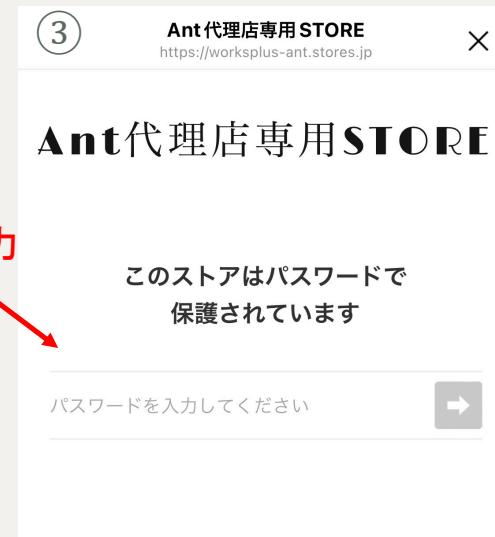 ③
Ant代理店専用STORE
https://worksplus-ant.stores.jp
Ant代理店専用STORE
力
このストアはパスワードで
保護されています
パスワードを入力してください